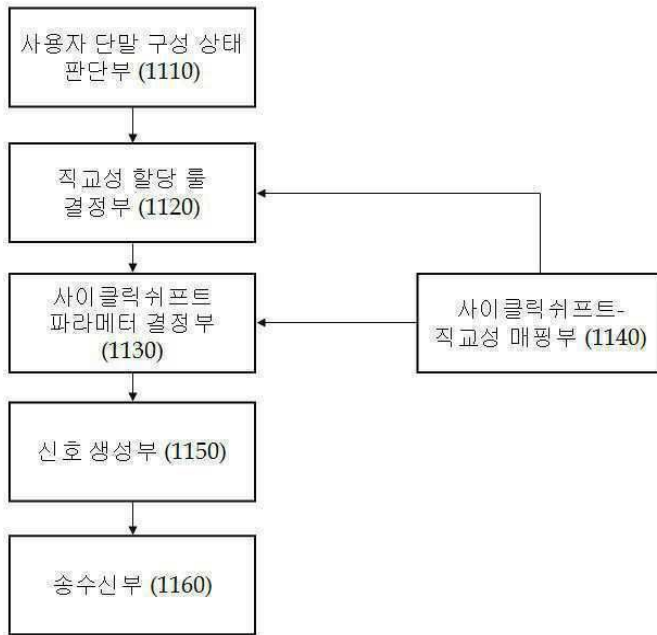 사용자 단말 구성 상태
판단부 (1110)
직교성 할당 룰
결정부 (1120)
사이클릭쉬프트
파라메터 결정부
(1130)
사이클릭쉬프트-
직교성 매핑부 (1140)
신호 생성부 (1150)
송수신부 (1160)